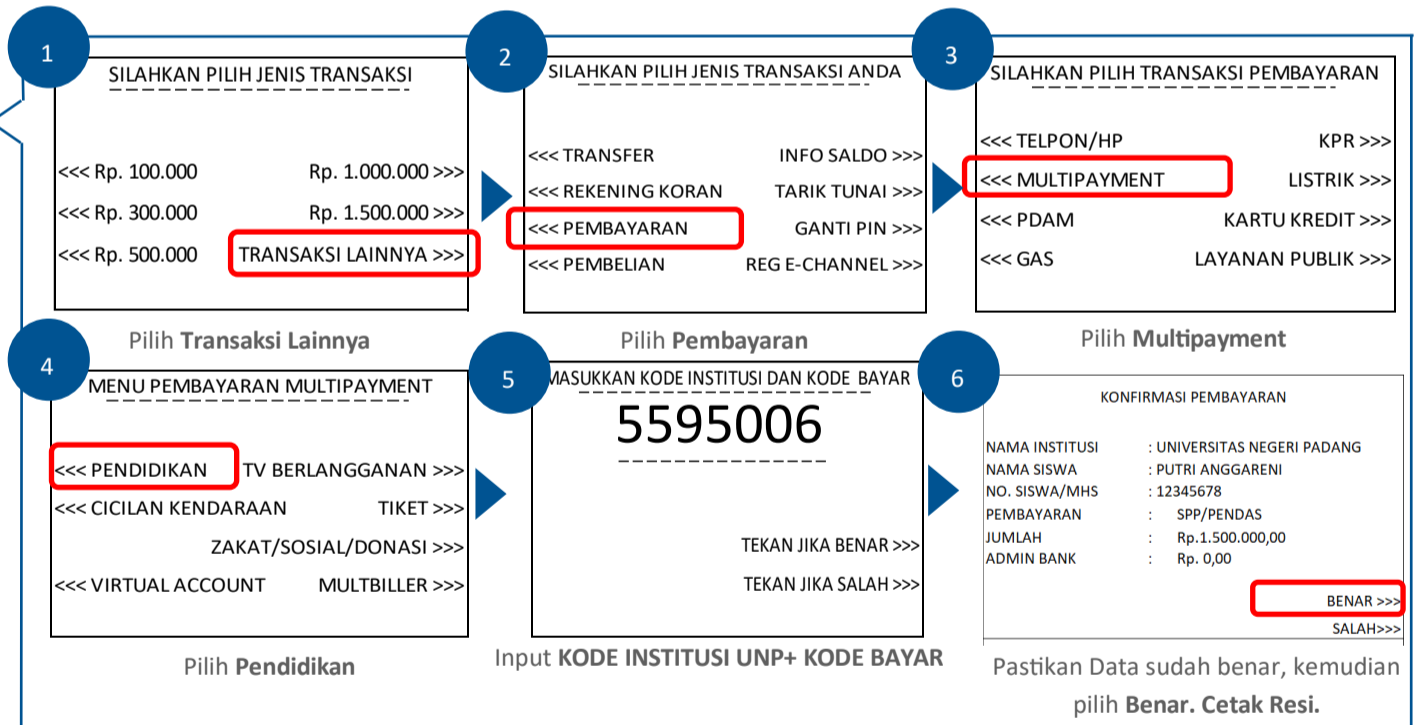 1
SILAHKAN PILIH JENIS TRANSAKSI
<<< Rp. 100.000 Rp. 1.000.000 >>>
<<< Rp. 300.000 Rp. 1.500.000 >>>
<<< Rp. 500.000 TRANSAKSI LAINNYA >>>
Pilih Transaksi Lainnya
2
SILAHKAN PILIH JENIS TRANSAKSI ANDA
<<< TRANSFER INFO SALDO >>>
<<< REKENING KORAN TARIK TUNAI >>>
<<< PEMBAYARAN GANTI PIN >>>
<<< PEMBELIAN REG E-CHANNEL >>>
Pilih Pembayaran
3
SILAHKAN PILIH TRANSAKSI PEMBAYARAN
<<< TELPON/HP KPR >>>
<<< MULTIPAYMENT LISTRIK >>>
<<< PDAM KARTU KREDIT >>>
<<< GAS LAYANAN PUBLIK >>>
Pilih Multipayment
4
MENU PEMBAYARAN MULTIPAYMENT
<<< PENDIDIKAN TV BERLANGGANAN >>>
<<< CICILAN KENDARAAN TIKET >>>
ZAKAT/SOSIAL/DONASI >>>
<<< VIRTUAL ACCOUNT MULTBILLER >>>
Pilih Pendidikan
5
MASUKKAN KODE INSTITUSI DAN KODE BAYAR
5595006
TEKAN JIKA BENAR >>>
TEKAN JIKA SALAH >>>
Input KODE INSTITUSI UNP+ KODE BAYAR
6
KONFIRMASI PEMBAYARAN
NAMA INSTITUSI : UNIVERSITAS NEGERI PADANG
NAMA SISWA : PUTRI ANGGARENI
NO. SISWA/MHS : 12345678
PEMBAYARAN : SPP/PENDAS
JUMLAH : Rp.1.500.000,00
ADMIN BANK : Rp. 0,00
BENAR >>>
SALAH>>>
Pastikan Data sudah benar, kemudian
pilih Benar. Cetak Resi.